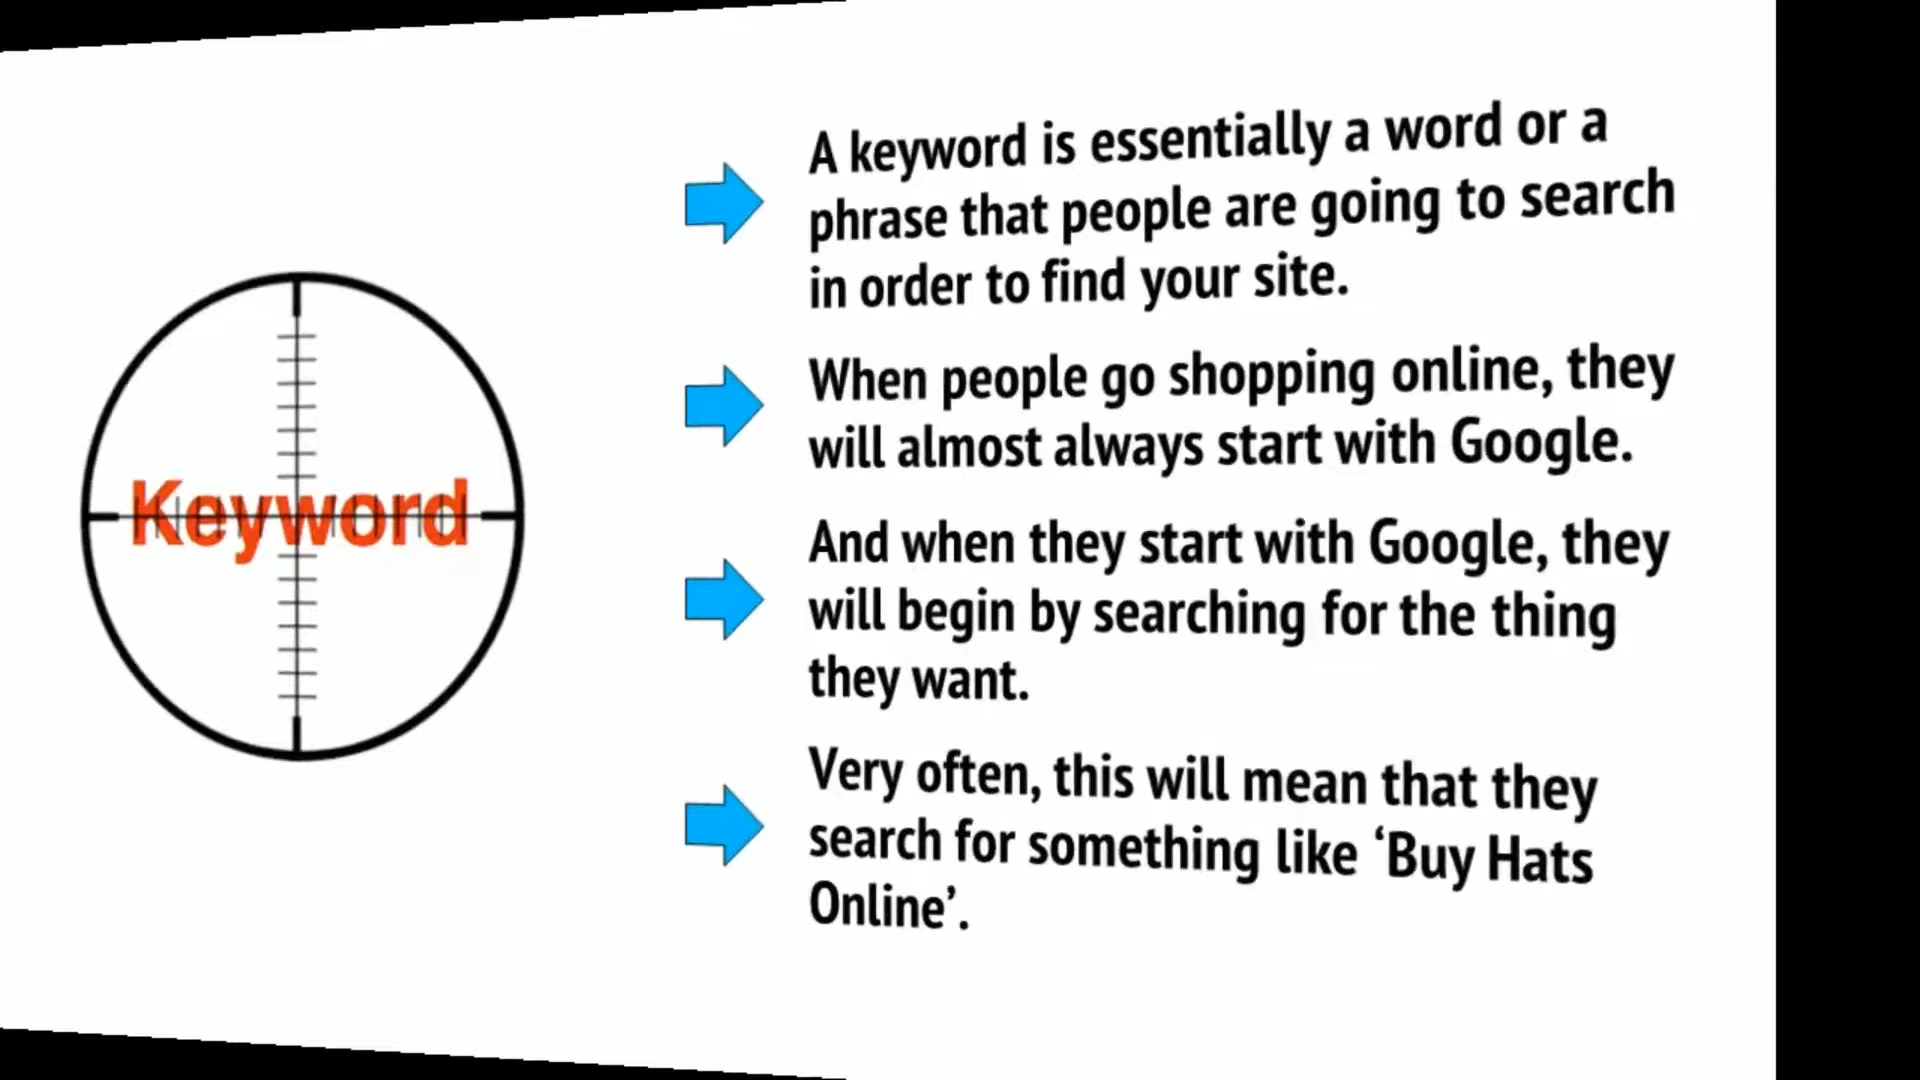 Keyword
A keyword is essentially a word or a
phrase that people are going to search
in order to find your site.
When people go shopping online, they
will almost always start with Google.
And when they start with Google, they
will begin by searching for the thing
they want.
Very often, this will mean that they
search for something like ‘Buy Hats
Online’.